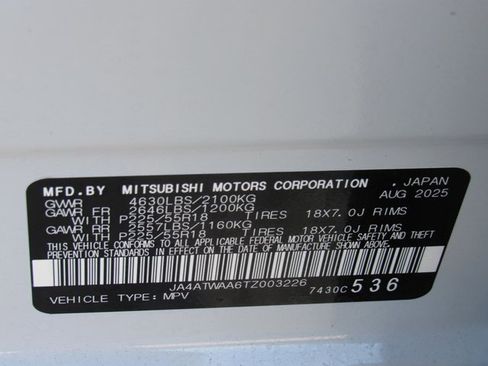 MFD.BY MITSUBISHI MOTORS CORPORATION . JAPAN
GVWR 4630LBS/2100KG AUG 2025
GAWR FR 2646LBS/1200KG
WITH P225/55R18 TIRES 18X7.0J RIMS
GAWR RR 2557LBS/1160KG
WITH P225/55R18 TIRES 18X7.0J RIMS
THIS VEHICLE CONFORMS TO ALL APPLICABLE FEDERAL MOTOR VEHICLE SAFETY, BUMPER, AND THEFT
PREVENTION STANDARDS IN EFFECT ON THE DATE OF MANUFACTURE SHOWN ABOVE.
JA4ATWAA6TZ003226
VEHICLE TYPE: MPV 7430C 536